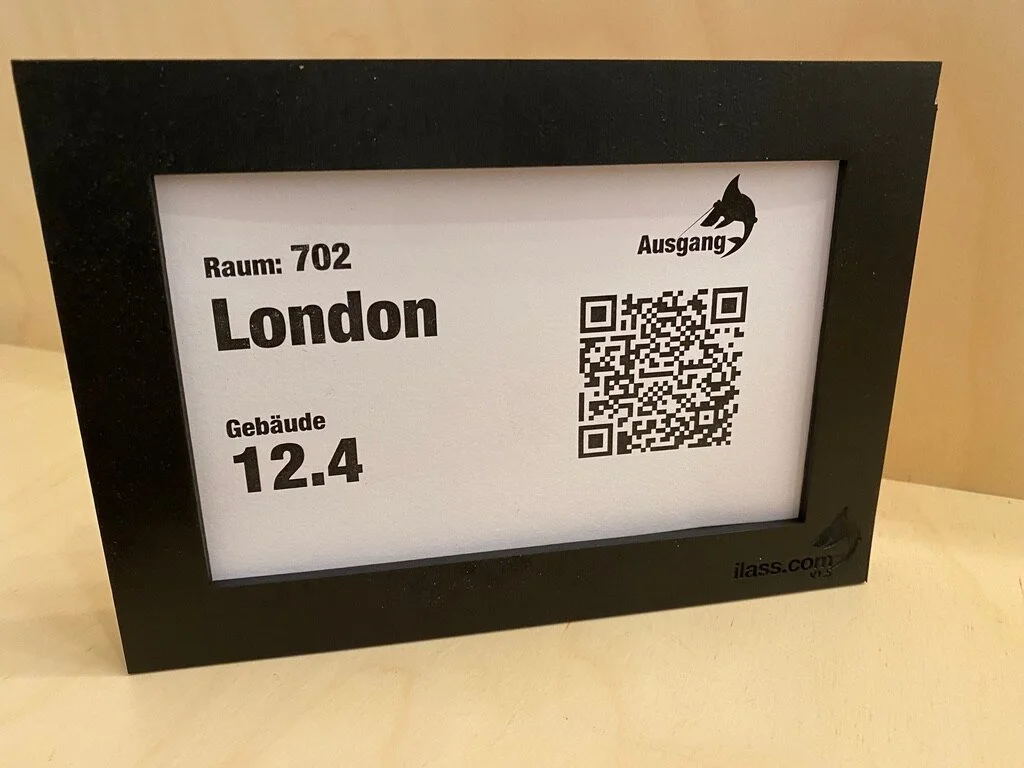 Raum: 702
London
Gebäude
12.4
Ausgang
ilass.com